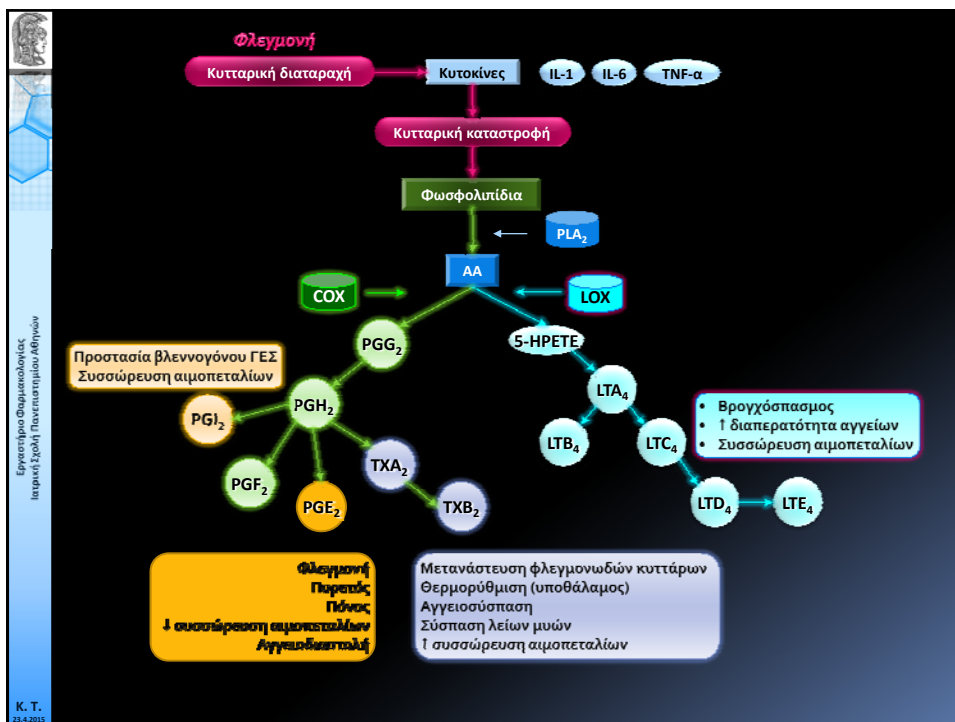 Φλεγμονή
Κυτταρική διαταραχή
Κυτοκίνες
IL-1
IL-6
TNF-α
Κυτταρική καταστροφή
Φωσφολιπίδια
PLA₂
AA
COX
LOX
PGG₂
5-HPETE
Προστασία βλεννογόνου ΓΕΣ
Συσσώρευση αιμοπεταλίων
PGI₂
PGH₂
LTA₄
• Βρογχόσπασμος
• ↑ διαπερατότητα αγγείων
• Συσσώρευση αιμοπεταλίων
LTB₄
LTC₄
TXA₂
PGF₂
PGE₂
TXB₂
LTD₄
LTE₄
Φλεγμονή
Πυρετός
Πόνος
↓ συσσώρευση αιμοπεταλίων
Αγγειοδιαστολή
Μετανάστευση φλεγμονωδών κυττάρων
Θερμορύθμιση (υποθάλαμος)
Αγγειοσύσπαση
Σύσπαση λείων μυών
↑ συσσώρευση αιμοπεταλίων
Εργαστήριο Φαρμακολογίας
Ιατρική Σχολή Πανεπιστημίου Αθηνών
Κ. Τ.
23.4.2015